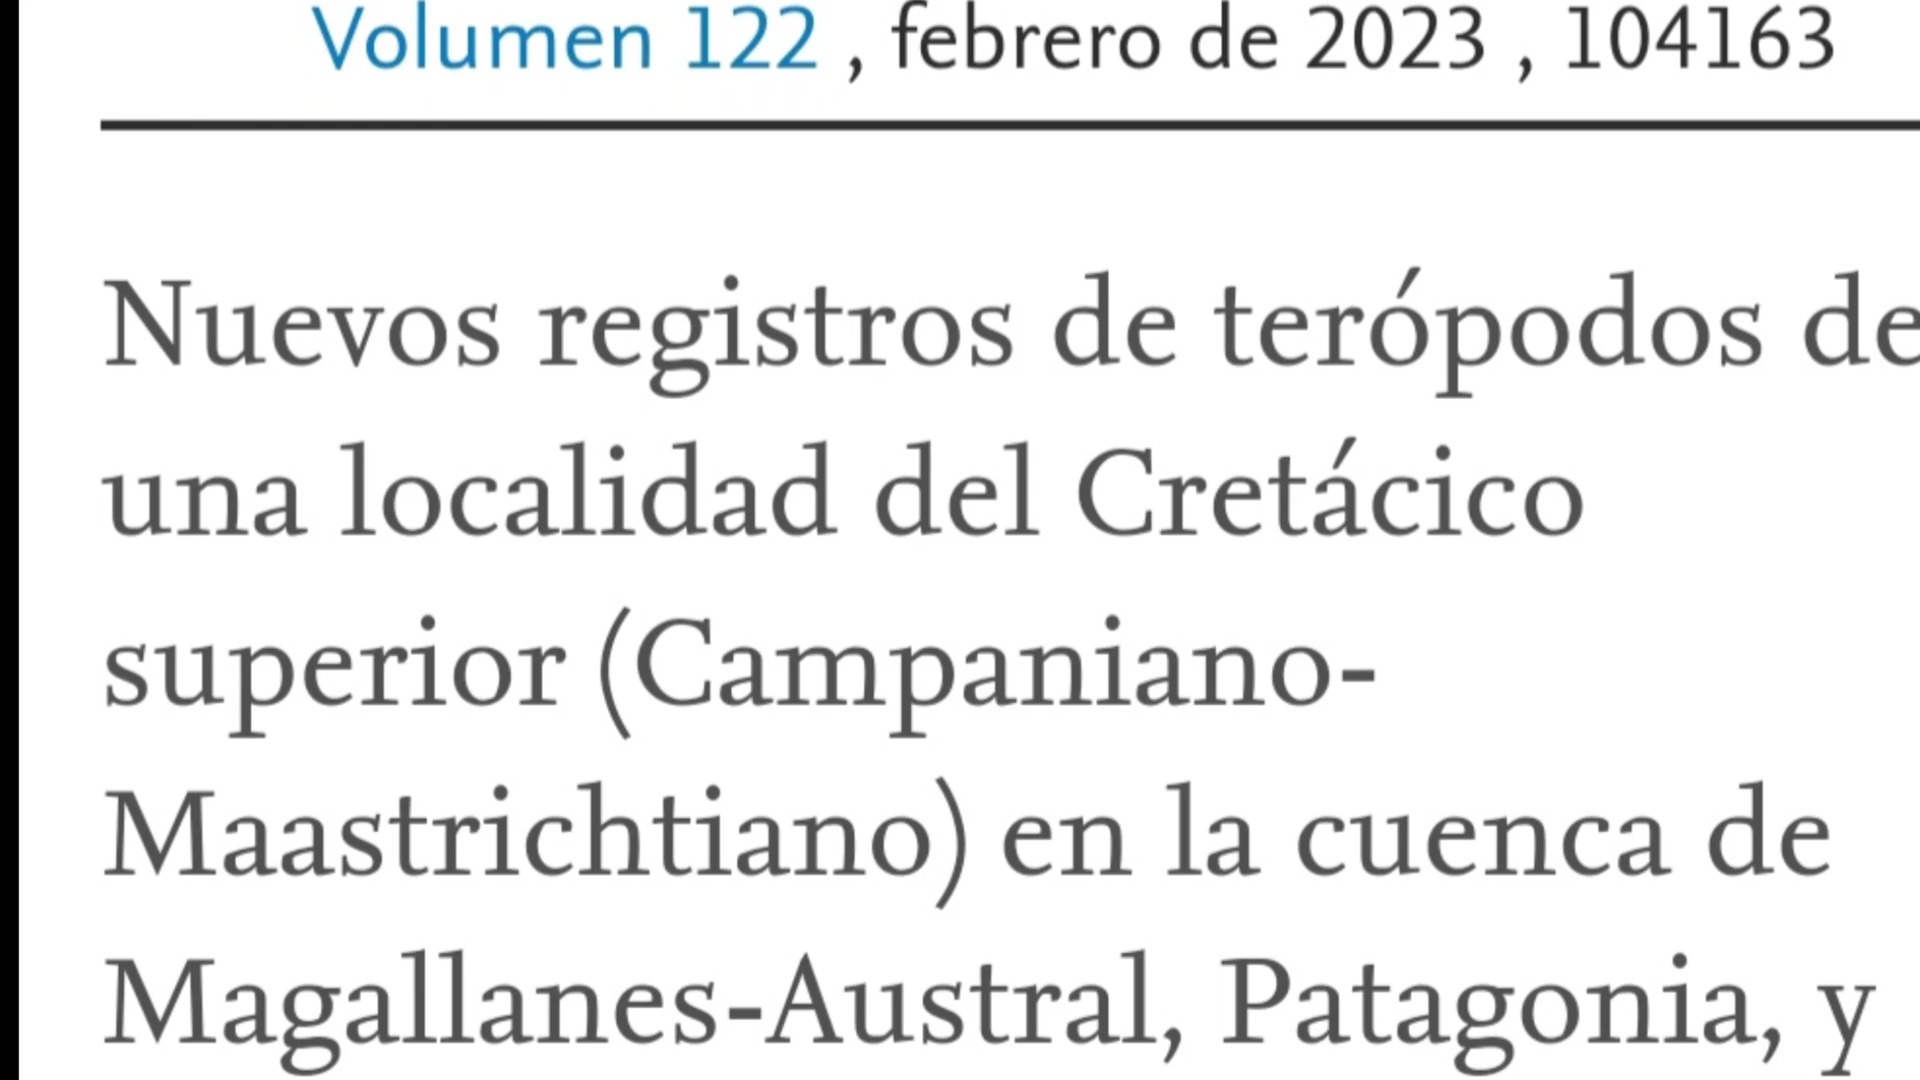 Volumen 122 , febrero de 2023 , 104163
Nuevos registros de terópodos de
una localidad del Cretácico
superior (Campaniano-
Maastrichtiano) en la cuenca de
Magallanes-Austral, Patagonia, y